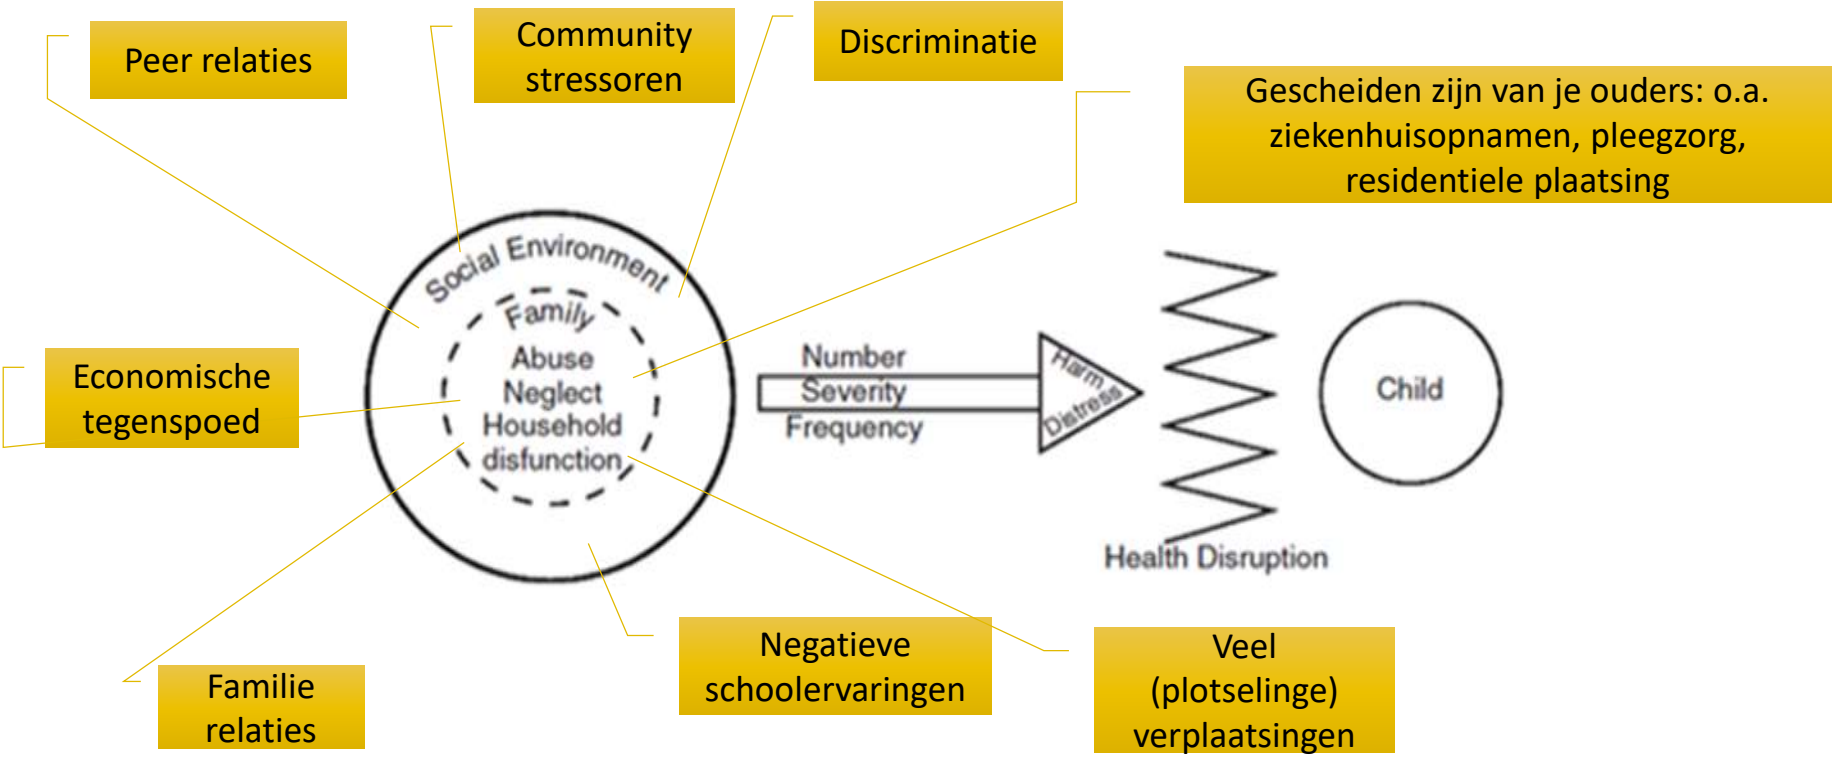 Peer relaties
Community
stressoren
Discriminatie
Gescheiden zijn van je ouders: o.a.
ziekenhuisopnamen, pleegzorg,
residentiele plaatsing
Social Environment
Family
Abuse
Neglect
Household
disfunction
Economische
tegenspoed
Number
Severity
Frequency
Harm
Distress
Child
Health Disruption
Familie
relaties
Negatieve
schoolervaringen
Veel
(plotselinge)
verplaatsingen